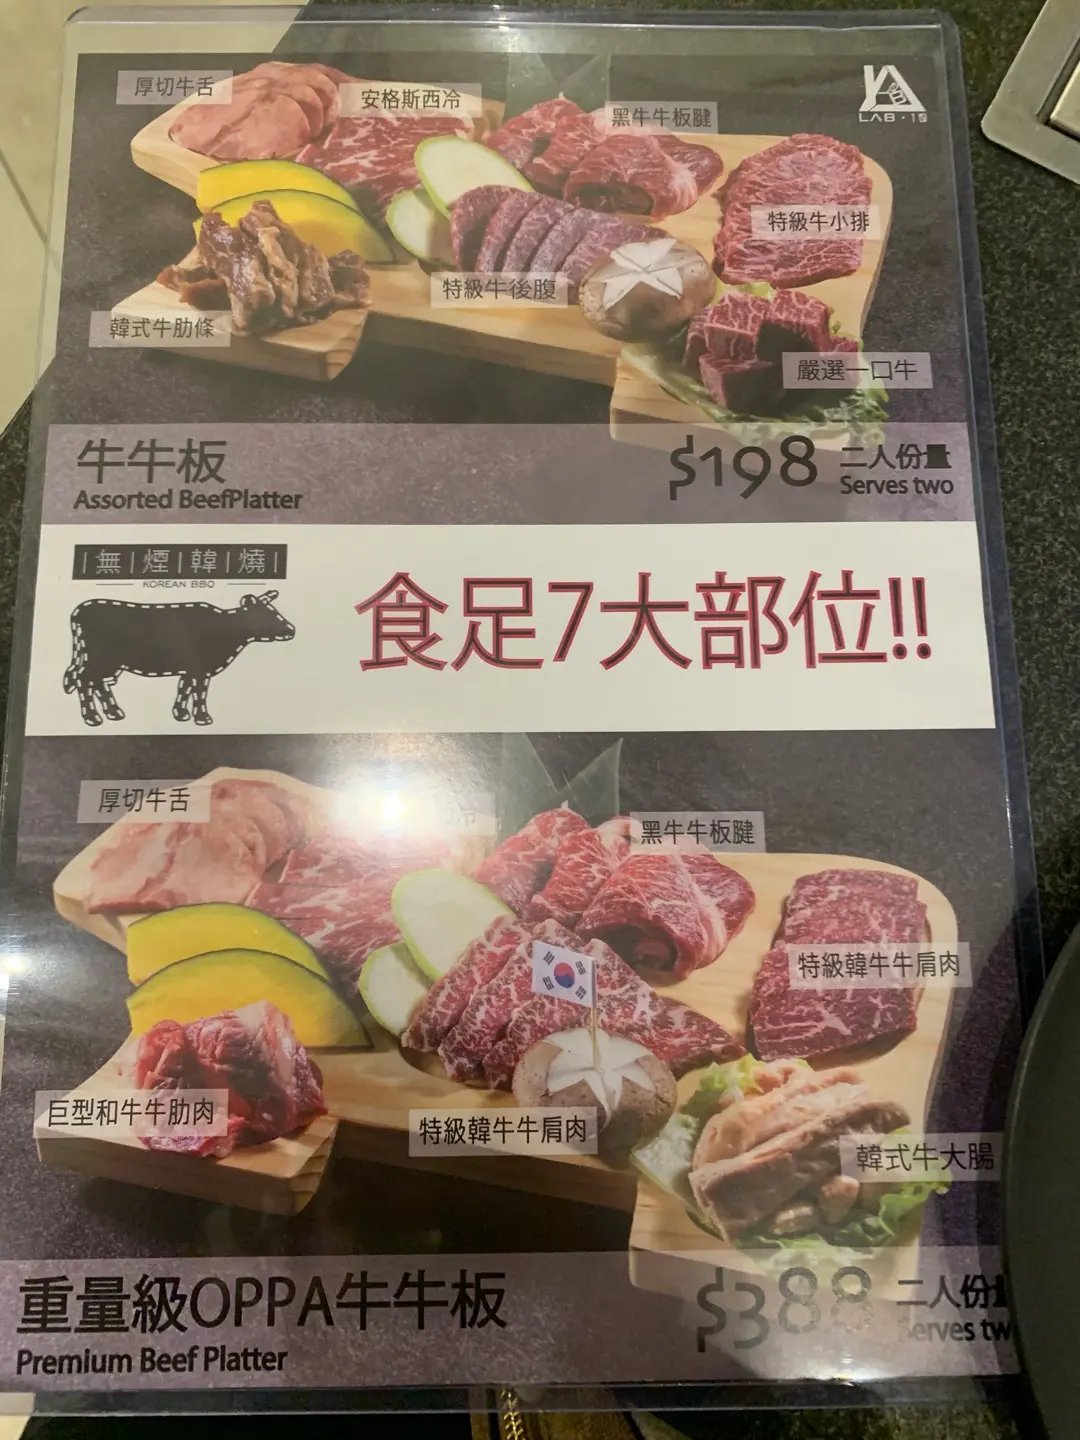 厚切牛舌
安格斯西冷
黑牛牛板腱
LAB
特級牛小排
特級牛後腹
韓式牛肋條
嚴選一口牛
牛牛板
Assorted BeefPlatter
$198
二人份量
Serves two
無|煙|韓|燒
KOREAN BBQ
食足7大部位!!
厚切牛舌
冷
黑牛牛板腱
特級韓牛牛肩肉
巨型和牛牛肋肉
特級韓牛牛肩肉
韓式牛大腸
重量級OPPA牛牛板
Premium Beef Platter
$388
二人份